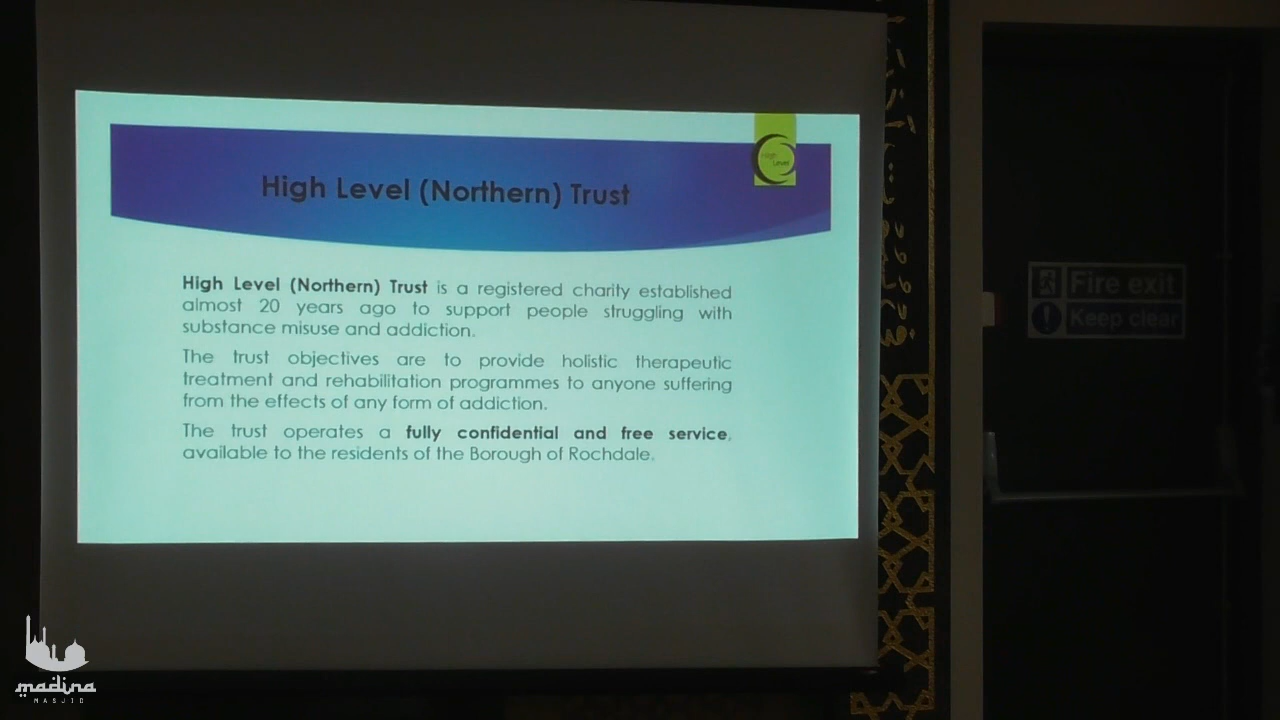 High Level (Northern) Trust
High
Level
High Level (Northern) Trust is a registered charity established
almost 20 years ago to support people struggling with
substance misuse and addiction.
The trust objectives are to provide holistic therapeutic
treatment and rehabilitation programmes to anyone suffering
from the effects of any form of addiction.
The trust operates a fully confidential and free service,
available to the residents of the Borough of Rochdale.
Fire exit
Keep clear
madina
MASJID